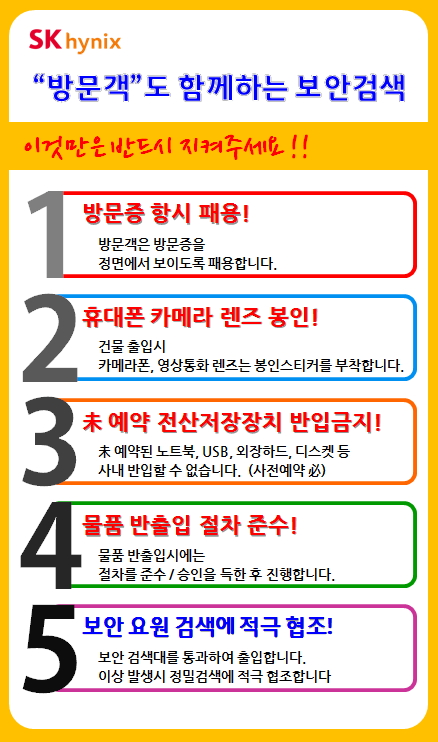 SK hynix
“방문객”도 함께하는 보안검색
이것만은 반드시 지켜주세요!!
1
방문증 항시 패용!
방문객은 방문증을
정면에서 보이도록 패용합니다.
2
휴대폰 카메라 렌즈 봉인!
건물 출입시
카메라폰, 영상통화 렌즈는 봉인스티커를 부착합니다.
3
未 예약 전산저장장치 반입금지!
未 예약된 노트북, USB, 외장하드, 디스켓 등
사내 반입할 수 없습니다. (사전예약 必)
4
물품 반출입 절차 준수!
물품 반출입시에는
절차를 준수 / 승인을 득한 후 진행합니다.
5
보안 요원 검색에 적극 협조!
보안 검색대를 통과하여 출입합니다.
이상 발생시 정밀검색에 적극 협조합니다